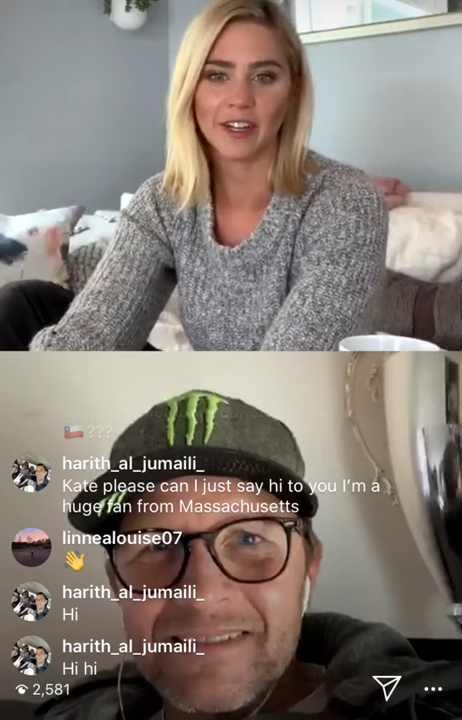 🇨🇱 ???
harith_al_jumaili_
Kate please can I just say hi to you I’m a
huge fan from Massachusetts
linnealouise07
👋
harith_al_jumaili_
Hi
harith_al_jumaili_
Hi hi
2,581